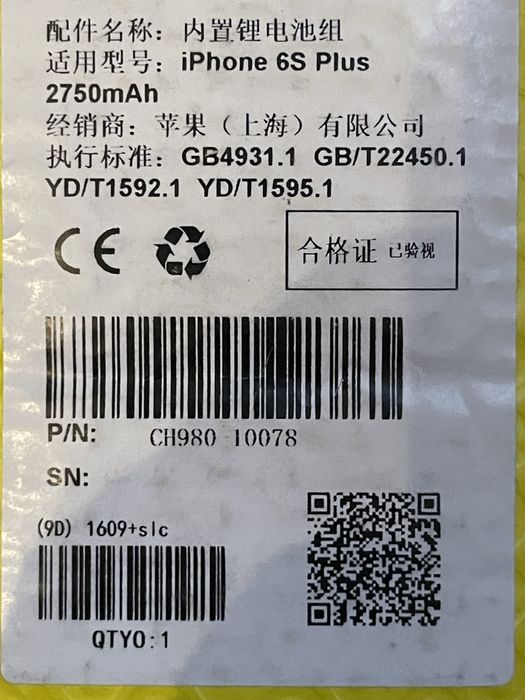 配件名称：内置锂电池组
适用型号：iPhone 6S Plus
2750mAh
经销商：苹果（上海）有限公司
执行标准：GB4931.1 GB/T22450.1
YD/T1592.1 YD/T1595.1
CE
合格证 已验视
P/N: CH980 10078
SN:
(9D) 1609+slc
QTYO:1